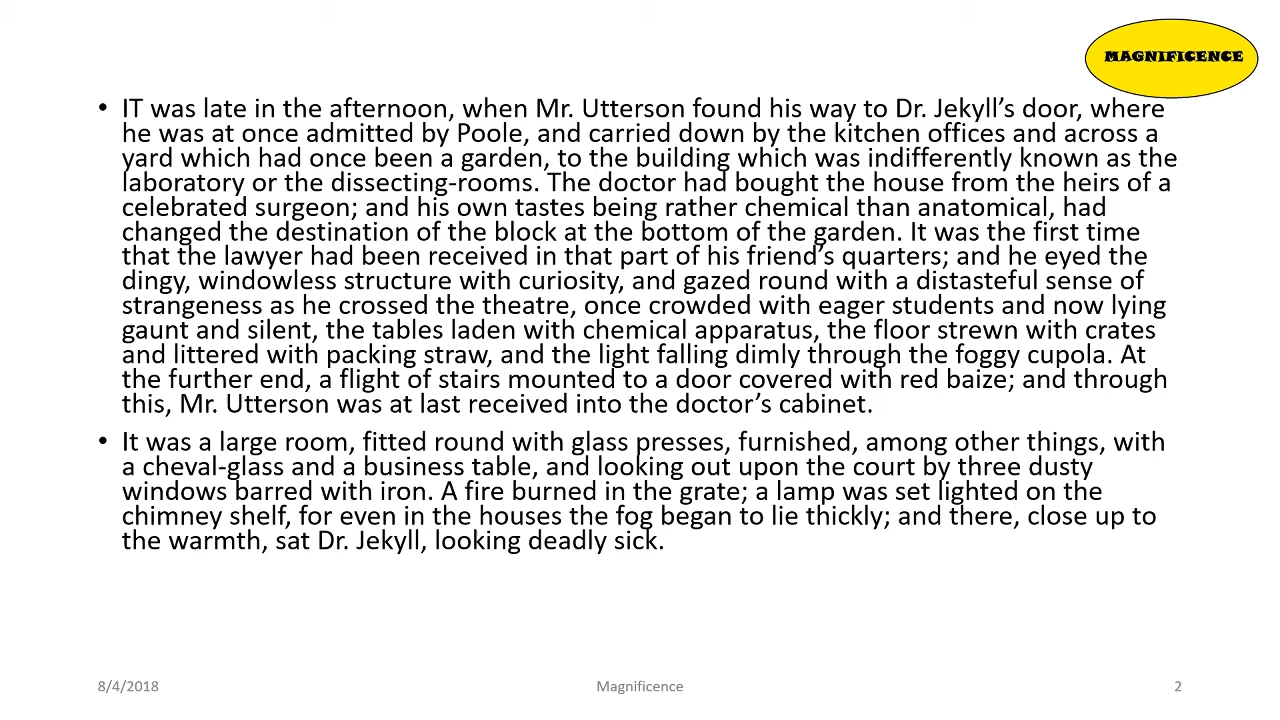 MAGNIFICENCE
• IT was late in the afternoon, when Mr. Utterson found his way to Dr. Jekyll’s door, where
he was at once admitted by Poole, and carried down by the kitchen offices and across a
yard which had once been a garden, to the building which was indifferently known as the
laboratory or the dissecting-rooms. The doctor had bought the house from the heirs of a
celebrated surgeon; and his own tastes being rather chemical than anatomical, had
changed the destination of the block at the bottom of the garden. It was the first time
that the lawyer had been received in that part of his friend’s quarters; and he eyed the
dingy, windowless structure with curiosity, and gazed round with a distasteful sense of
strangeness as he crossed the theatre, once crowded with eager students and now lying
gaunt and silent, the tables laden with chemical apparatus, the floor strewn with crates
and littered with packing straw, and the light falling dimly through the foggy cupola. At
the further end, a flight of stairs mounted to a door covered with red baize; and through
this, Mr. Utterson was at last received into the doctor’s cabinet.
• It was a large room, fitted round with glass presses, furnished, among other things, with
a cheval-glass and a business table, and looking out upon the court by three dusty
windows barred with iron. A fire burned in the grate; a lamp was set lighted on the
chimney shelf, for even in the houses the fog began to lie thickly; and there, close up to
the warmth, sat Dr. Jekyll, looking deadly sick.
8/4/2018
Magnificence
2